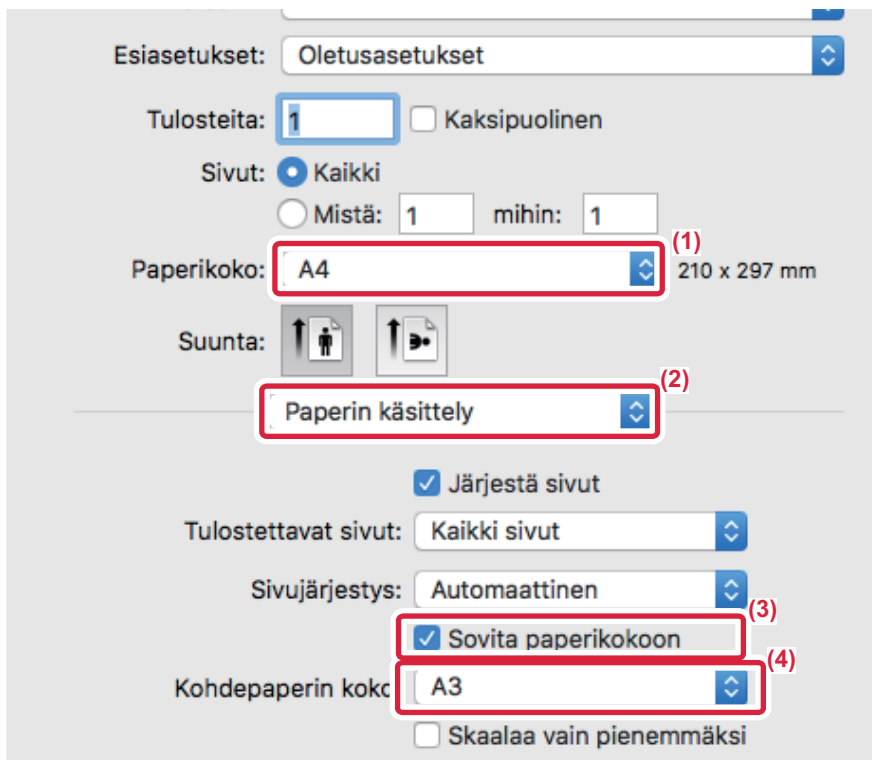 Esiasetukset: Oletusasetukset
Tulosteita: 1 Kaksipuolinen
Sivut: Kaikki
Mistä: 1 mihin: 1
(1)
Paperikoko: A4 210 x 297 mm
Suunta:
(2)
Paperin käsittely
Järjestä sivut
Tulostettavat sivut: Kaikki sivut
Sivujärjestys: Automaattinen
(3)
Sovita paperikokoon
(4)
Kohdepaperin koko A3
Skaalaa vain pienemmäksi